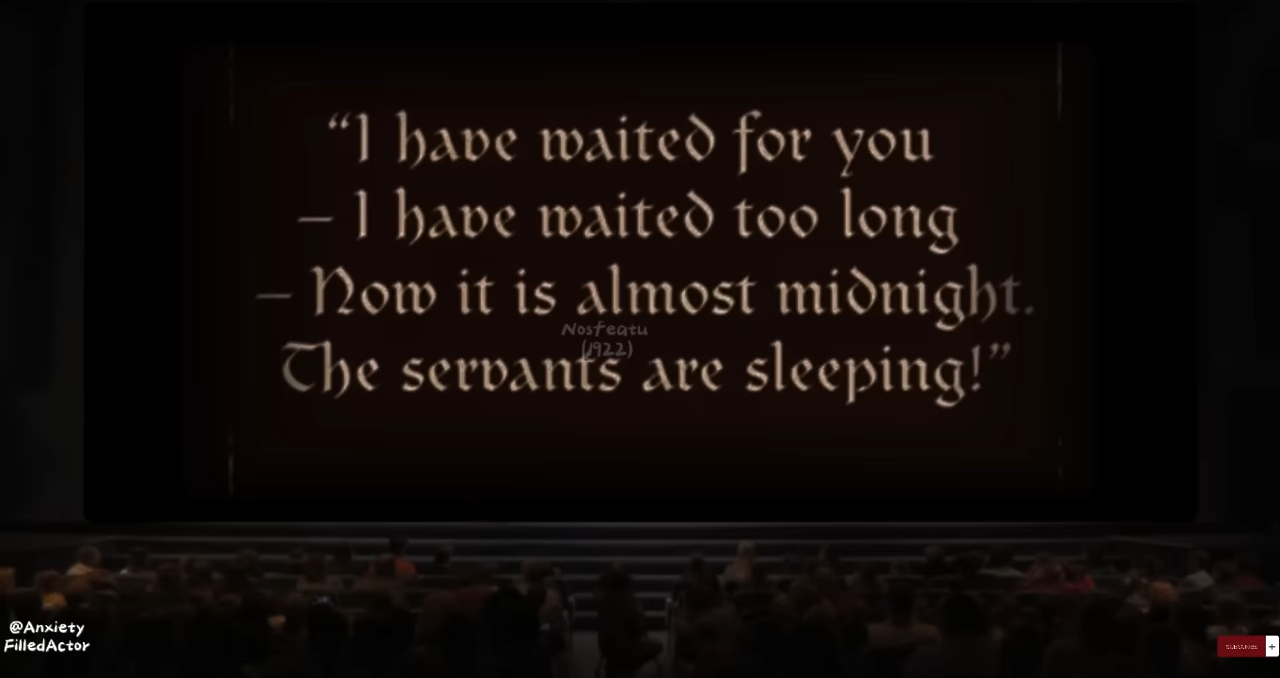 “I have waited for you
– I have waited too long
– Now it is almost midnight.
The servants are sleeping!”
Nosfeatu
(1922)
@Anxiety
FilledActor
SUBSCRIBE